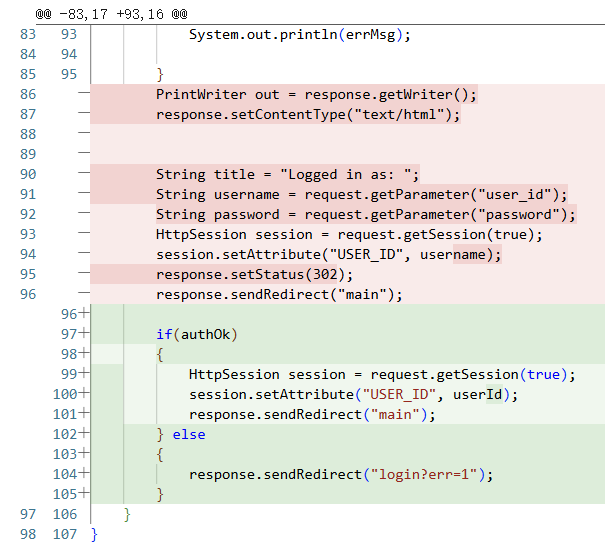 @@ -83,17 +93,16 @@
83 93 System.out.println(errMsg);
84 94
85 95 }
86 — PrintWriter out = response.getWriter();
87 — response.setContentType("text/html");
88 —
89 —
90 — String title = "Logged in as: ";
91 — String username = request.getParameter("user_id");
92 — String password = request.getParameter("password");
93 — HttpSession session = request.getSession(true);
94 — session.setAttribute("USER_ID", username);
95 — response.setStatus(302);
96 — response.sendRedirect("main");
96+
97+ if(authOk)
98+ {
99+ HttpSession session = request.getSession(true);
100+ session.setAttribute("USER_ID", userId);
101+ response.sendRedirect("main");
102+ } else
103+ {
104+ response.sendRedirect("login?err=1");
105+ }
97 106 }
98 107 }